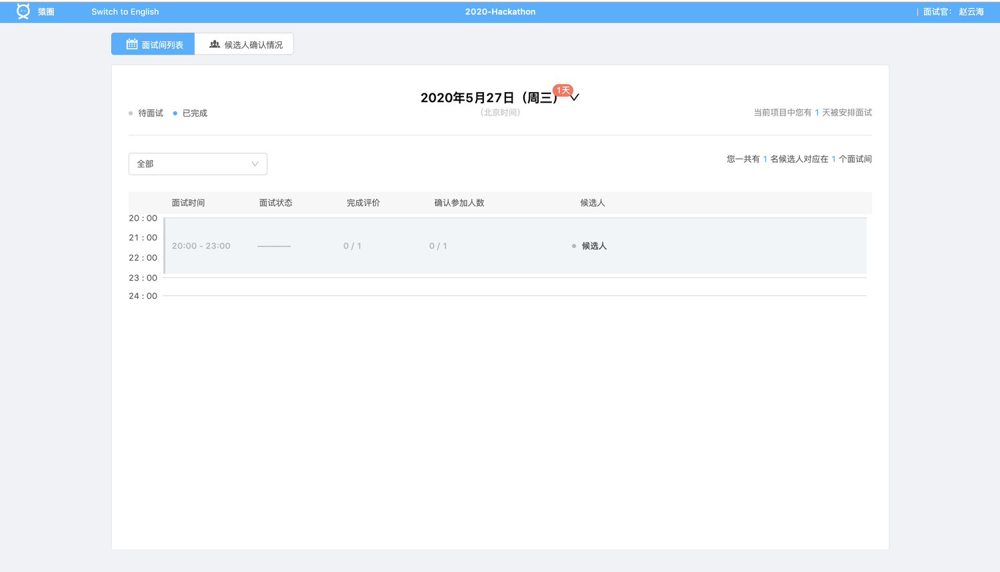 猿圈
Switch to English
2020-Hackathon
| 面试官： 赵云海
面试间列表
候选人确认情况
2020年5月27日（周三）
1天
（北京时间）
待面试
已完成
当前项目中您有 1 天被安排面试
全部
您一共有 1 名候选人对应在 1 个面试间
面试时间 面试状态 完成评价 确认参加人数 候选人
20 : 00
21 : 00
20:00 - 23:00 0 / 1 0 / 1 候选人
22 : 00
23 : 00
24 : 00